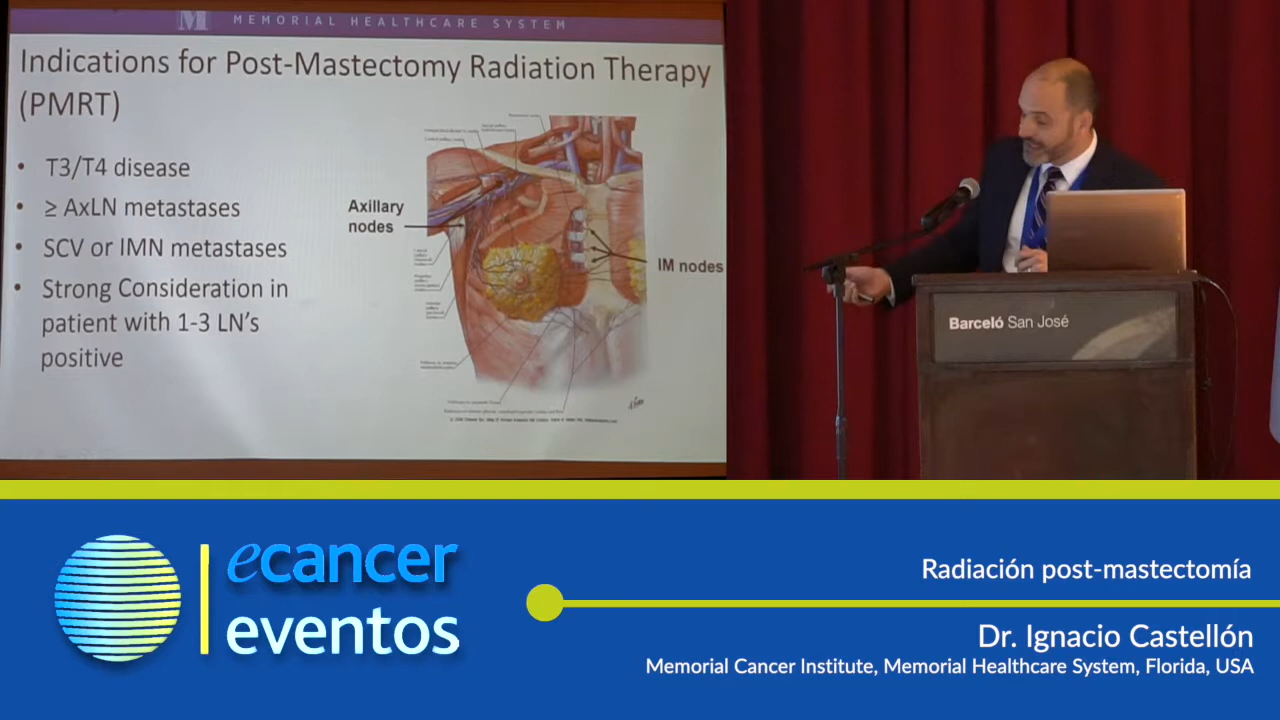 M MEMORIAL HEALTHCARE SYSTEM
Indications for Post-Mastectomy Radiation Therapy
(PMRT)
• T3/T4 disease
• ≥ AxLN metastases
• SCV or IMN metastases
• Strong Consideration in
patient with 1-3 LN's
positive
Axillary
nodes
IM nodes
Barceló San José
ecancer
eventos
Radiación post-mastectomía
Dr. Ignacio Castellón
Memorial Cancer Institute, Memorial Healthcare System, Florida, USA